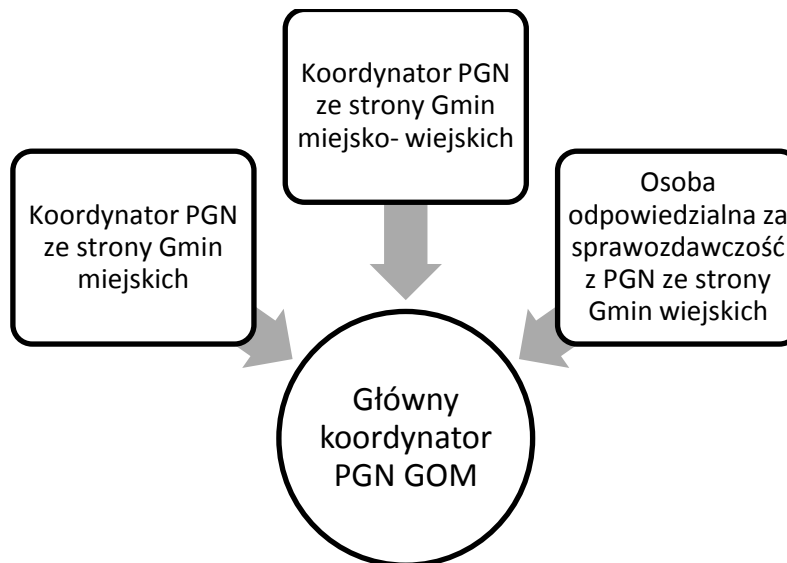 Koordynator PGN
ze strony Gmin
miejsko- wiejskich
Koordynator PGN
ze strony Gmin
miejskich
Osoba
odpowiedzialna za
sprawozdawczość
z PGN ze strony
Gmin wiejskich
Główny
koordynator
PGN GOM